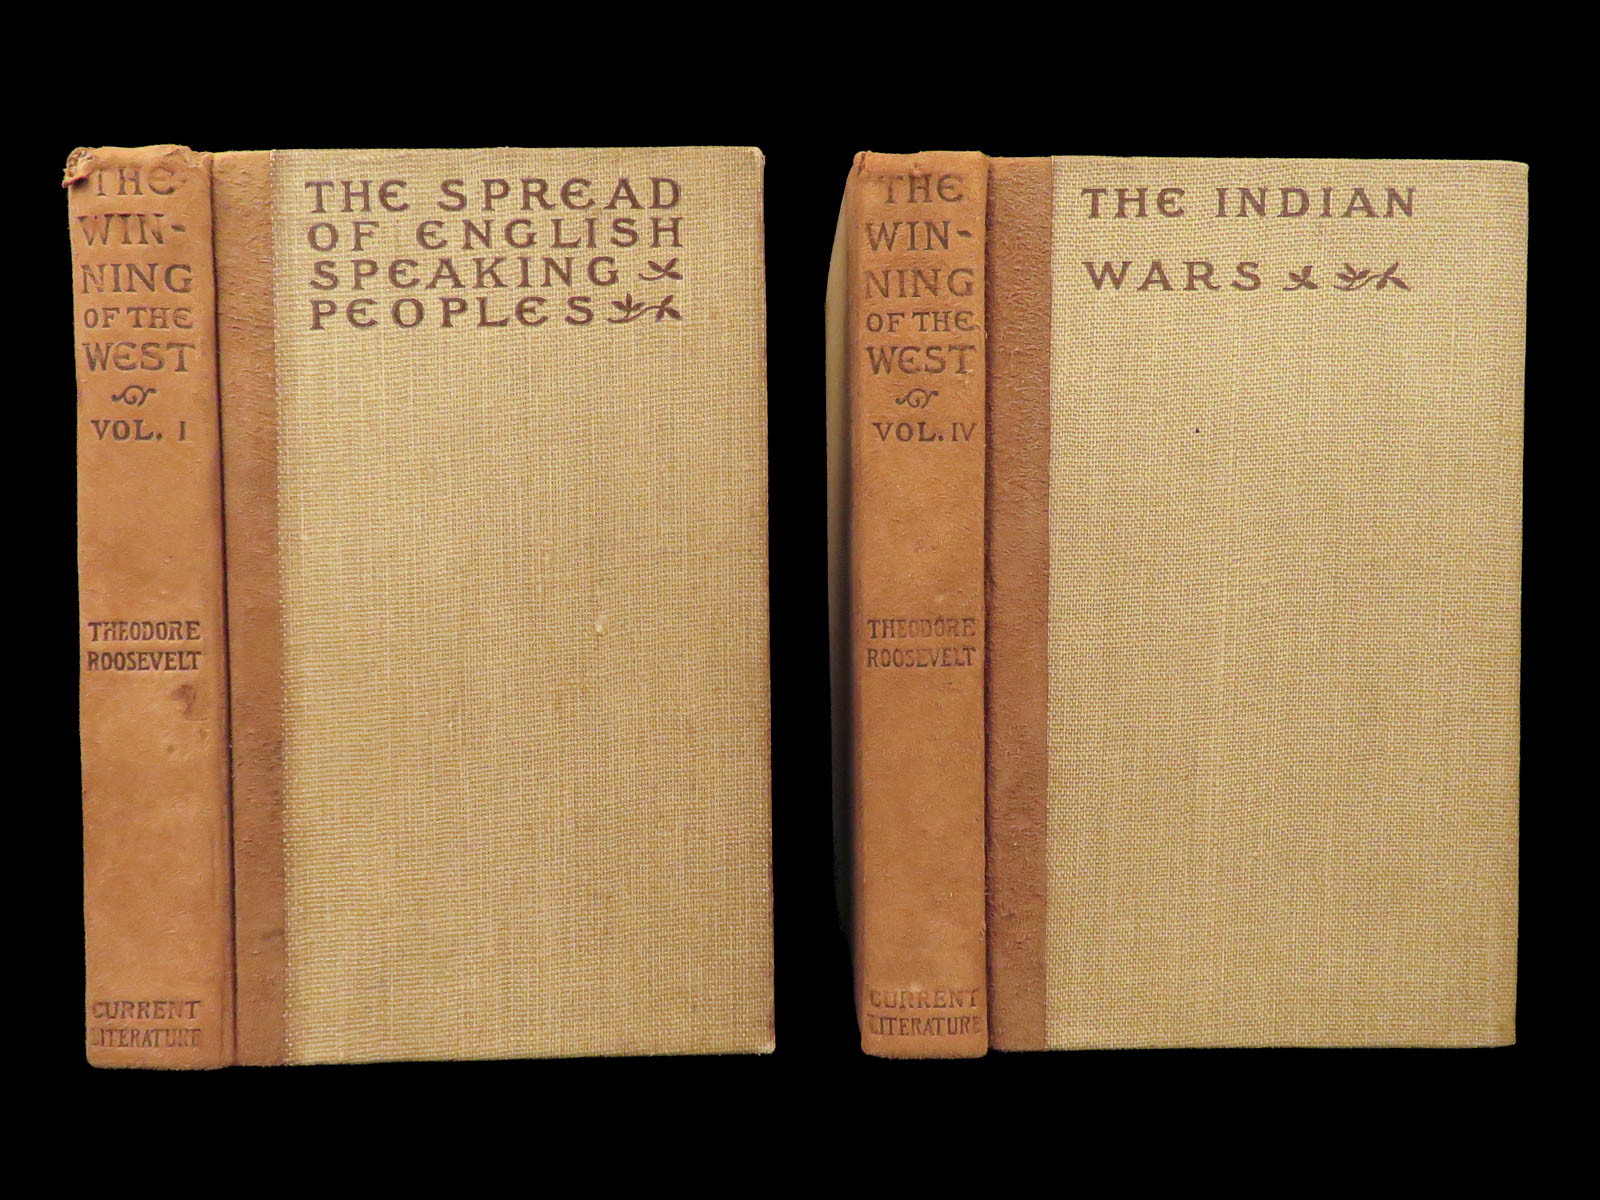 THE
WIN-
NING
OF THE
WEST
VOL. I
THEODORE
ROOSEVELT
CURRENT
LITERATURE
THE SPREAD
OF ENGLISH
SPEAKING
PEOPLES
THE
WIN-
NING
OF THE
WEST
VOL. IV
THEODORE
ROOSEVELT
CURRENT
LITERATURE
THE INDIAN
WARS